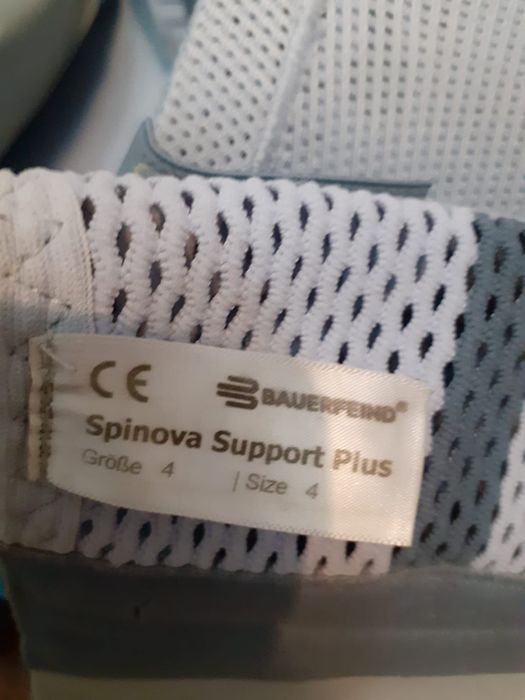 CE BAUERFEIND®
Spinova Support Plus
Größe 4 | Size 4